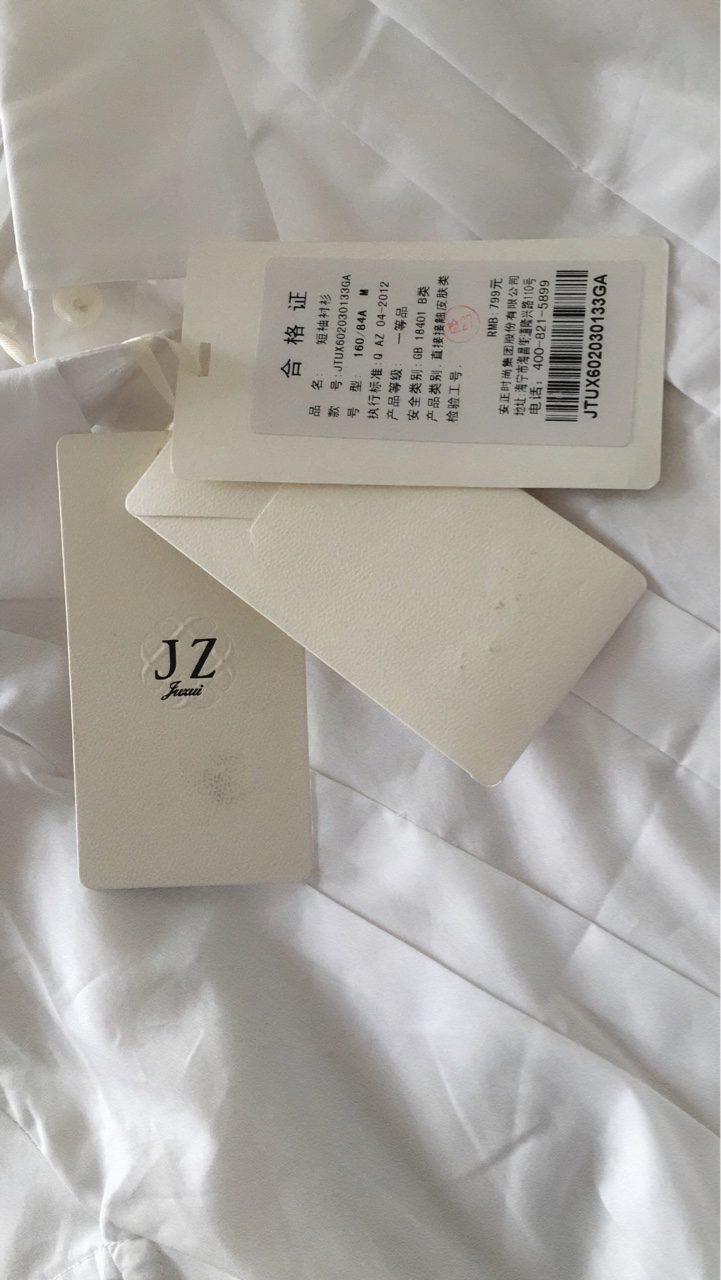 合格证
品 名: 短袖衬衫
款 号:JTUX602030133GA
号 型: 160/84A M
执行标准:Q AZ 04-2012
产品等级: 一等品
安全类别:GB 18401 B类
产品类别:直接接触皮肤类
检验工号:
RMB:799元
安正时尚集团股份有限公司
地址:海宁市海昌街道隆兴路110号
电话: 400-821-5899
JTUX602030133GA
JZ
Juzui